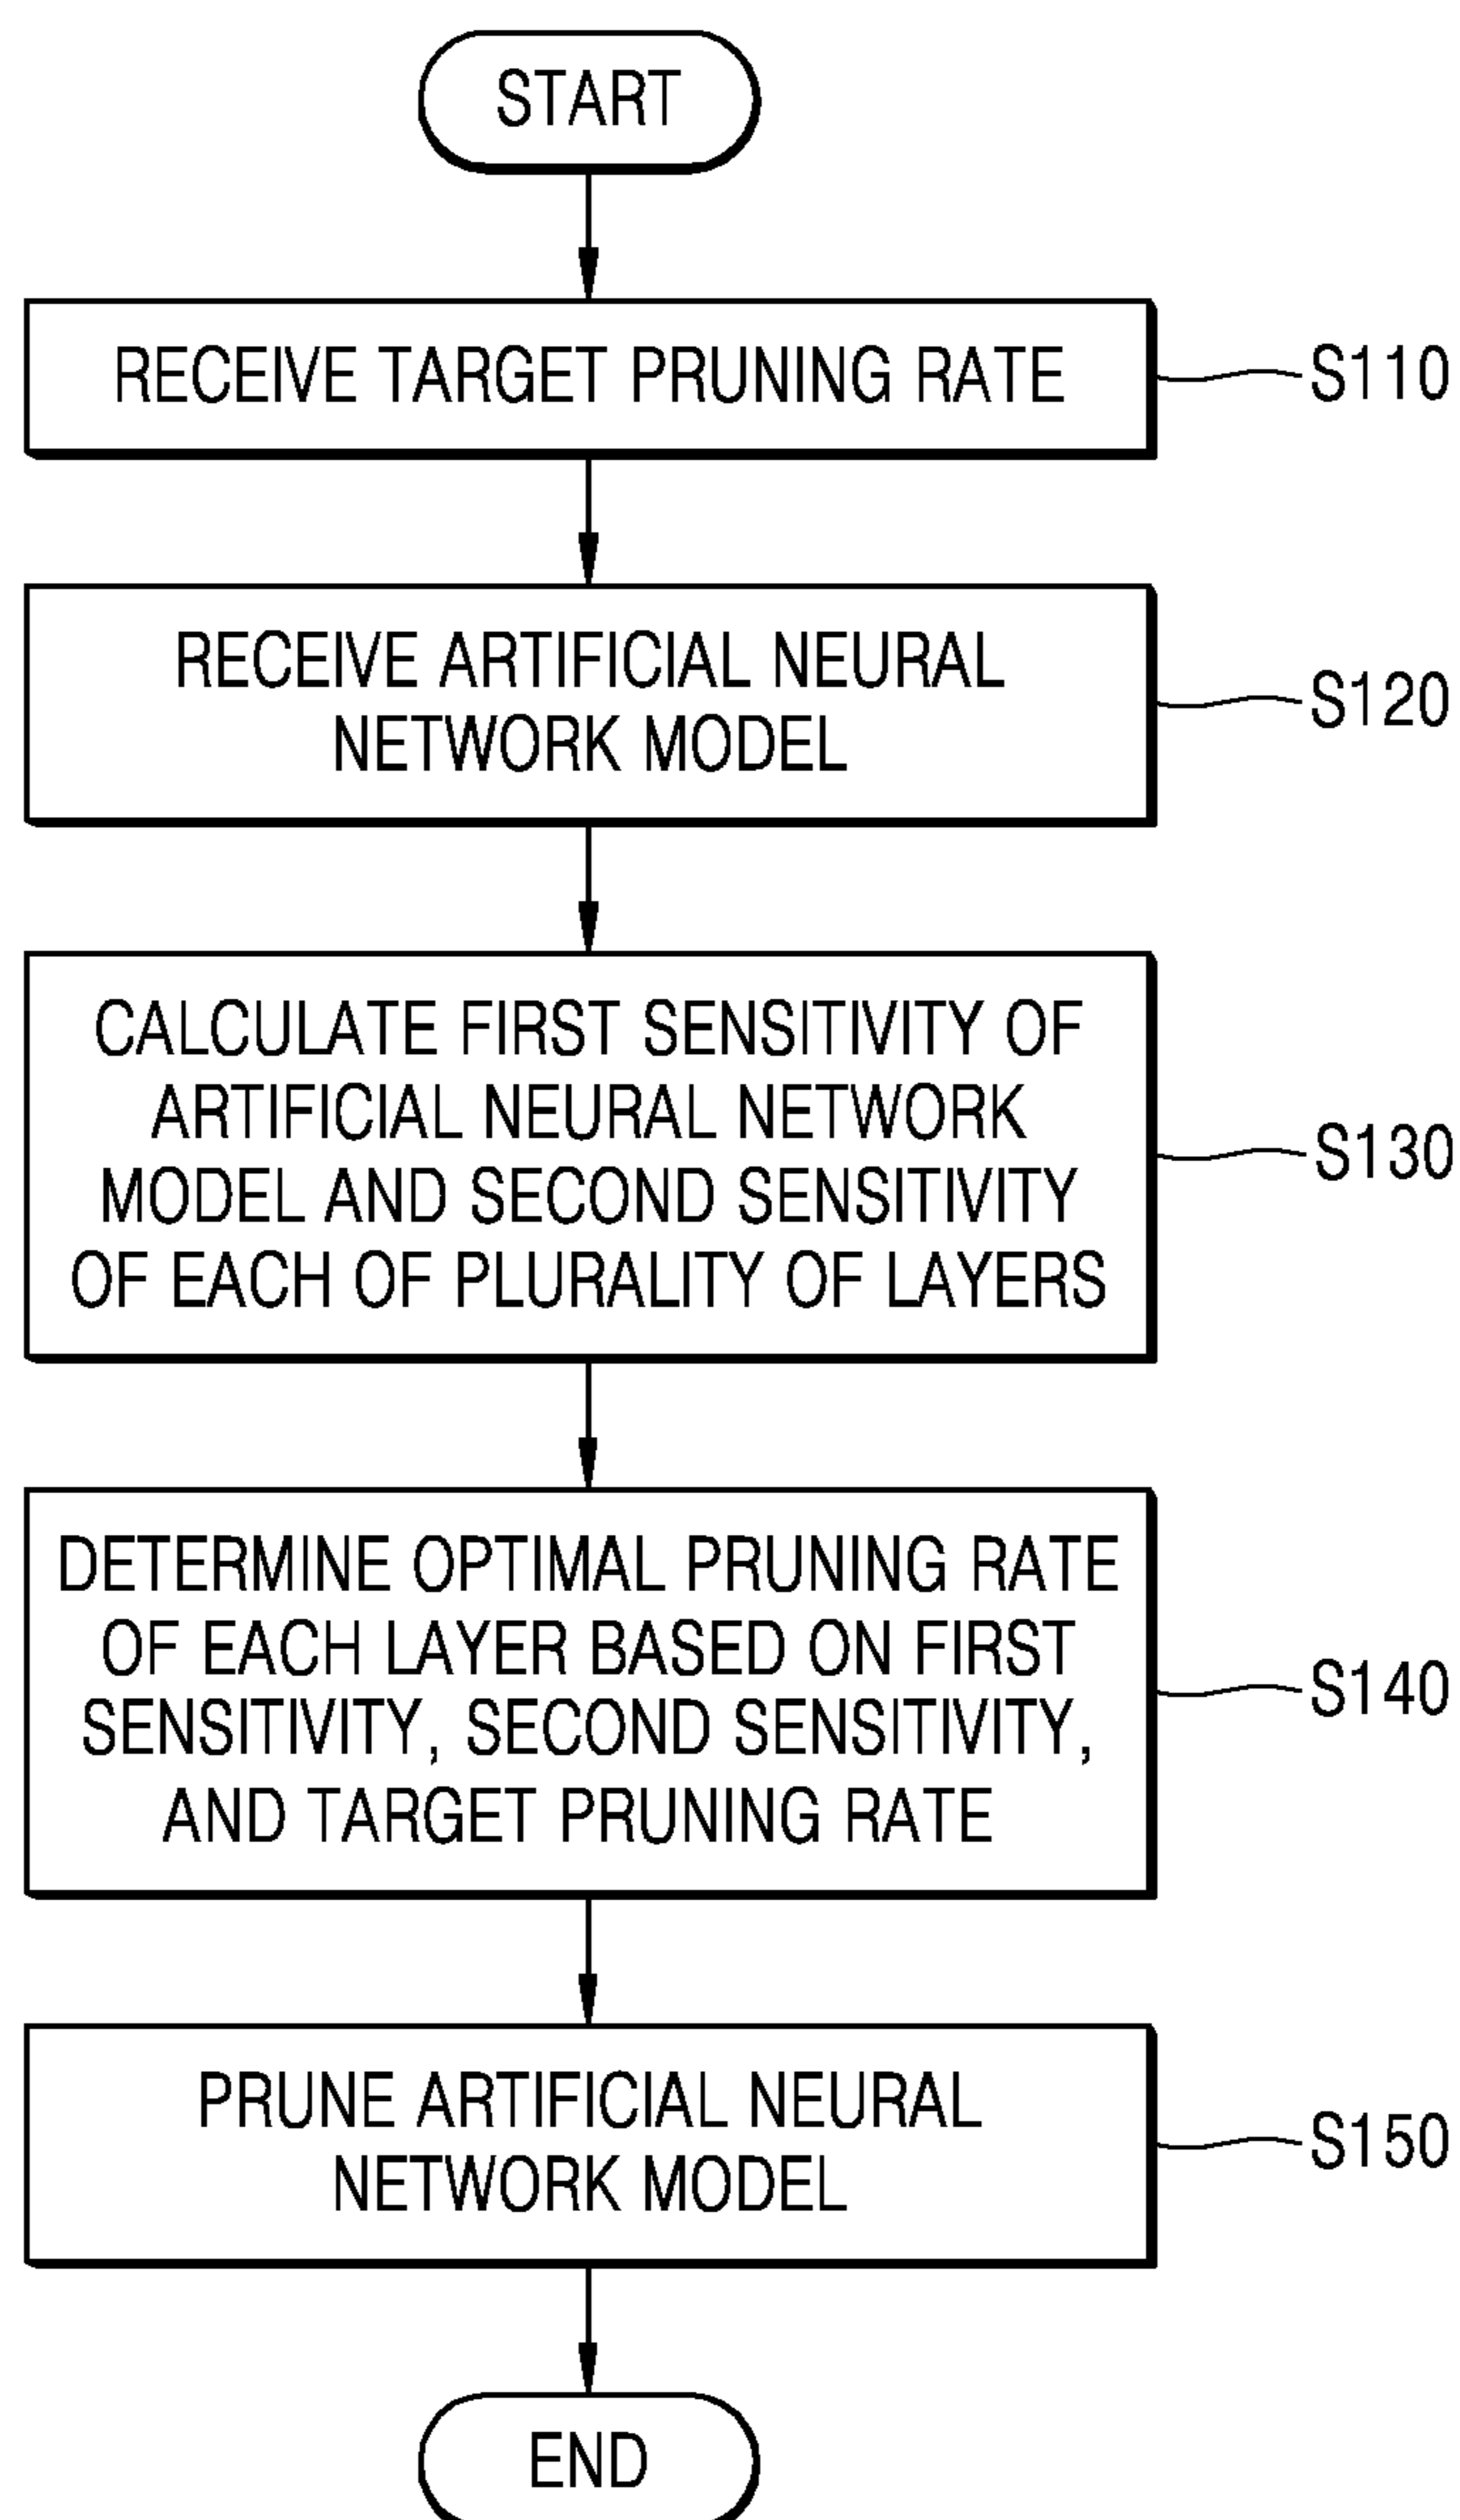 START
RECEIVE TARGET PRUNING RATE
S110
RECEIVE ARTIFICIAL NEURAL
NETWORK MODEL
S120
CALCULATE FIRST SENSITIVITY OF
ARTIFICIAL NEURAL NETWORK
MODEL AND SECOND SENSITIVITY
OF EACH OF PLURALITY OF LAYERS
S130
DETERMINE OPTIMAL PRUNING RATE
OF EACH LAYER BASED ON FIRST
SENSITIVITY, SECOND SENSITIVITY,
AND TARGET PRUNING RATE
S140
PRUNE ARTIFICIAL NEURAL
NETWORK MODEL
S150
END